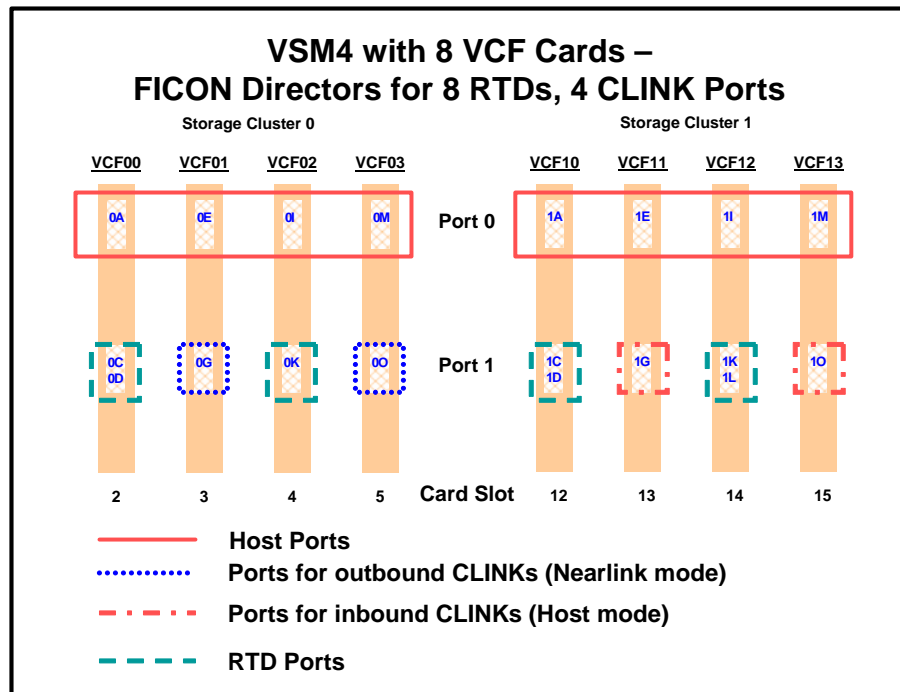 VSM4 with 8 VCF Cards –
FICON Directors for 8 RTDs, 4 CLINK Ports
Storage Cluster 0 Storage Cluster 1
VCF00 VCF01 VCF02 VCF03 VCF10 VCF11 VCF12 VCF13
0A 0E 0I 0M Port 0 1A 1E 1I 1M
0C 0G 0K 0O Port 1 1C 1G 1K 1O
0D 1D 1L
2 3 4 5 Card Slot 12 13 14 15
Host Ports
Ports for outbound CLINKs (Nearlink mode)
Ports for inbound CLINKs (Host mode)
RTD Ports